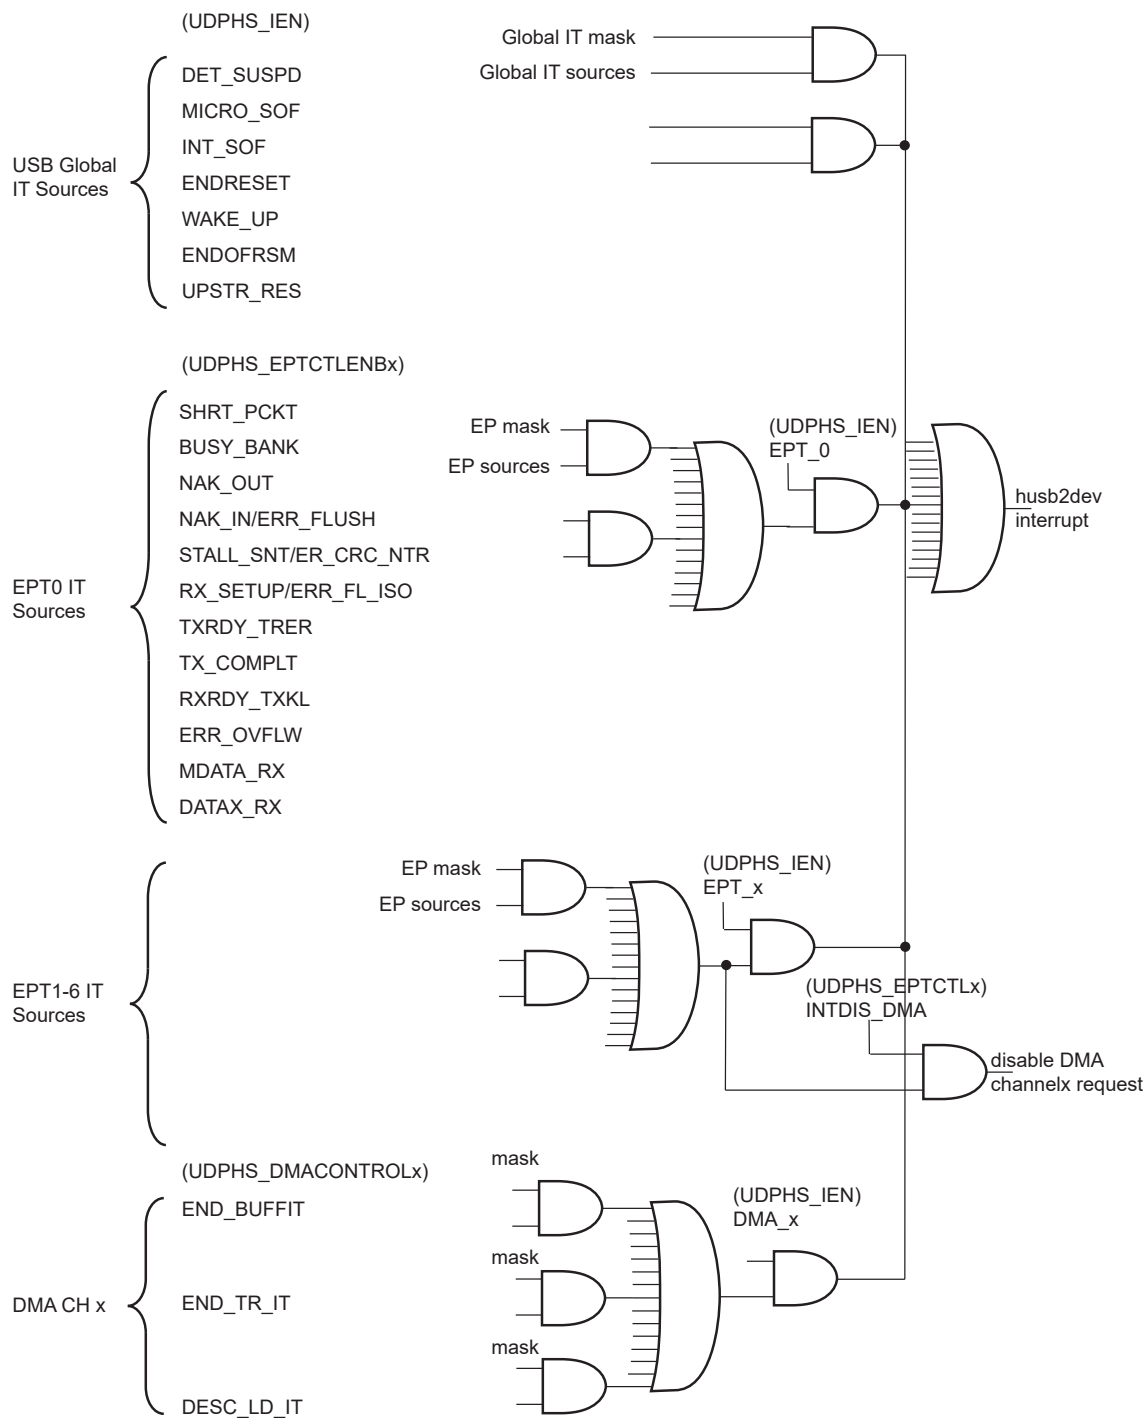 (UDPHS_IEN)
Global IT mask
Global IT sources
DET_SUSPD
MICRO_SOF
INT_SOF
ENDRESET
WAKE_UP
ENDOFRSM
UPSTR_RES
USB Global
IT Sources
(UDPHS_EPTCTLENBx)
SHRT_PCKT
BUSY_BANK
NAK_OUT
NAK_IN/ERR_FLUSH
STALL_SNT/ER_CRC_NTR
RX_SETUP/ERR_FL_ISO
TXRDY_TRER
TX_COMPLT
RXRDY_TXKL
ERR_OVFLW
MDATA_RX
DATAX_RX
EPT0 IT
Sources
EP mask
EP sources
(UDPHS_IEN)
EPT_0
husb2dev
interrupt
EPT1-6 IT
Sources
EP mask
EP sources
(UDPHS_IEN)
EPT_x
(UDPHS_EPTCTLx)
INTDIS_DMA
disable DMA
channelx request
(UDPHS_DMACONTROLx)
mask
END_BUFFIT
mask
END_TR_IT
mask
DESC_LD_IT
DMA CH x
(UDPHS_IEN)
DMA_x